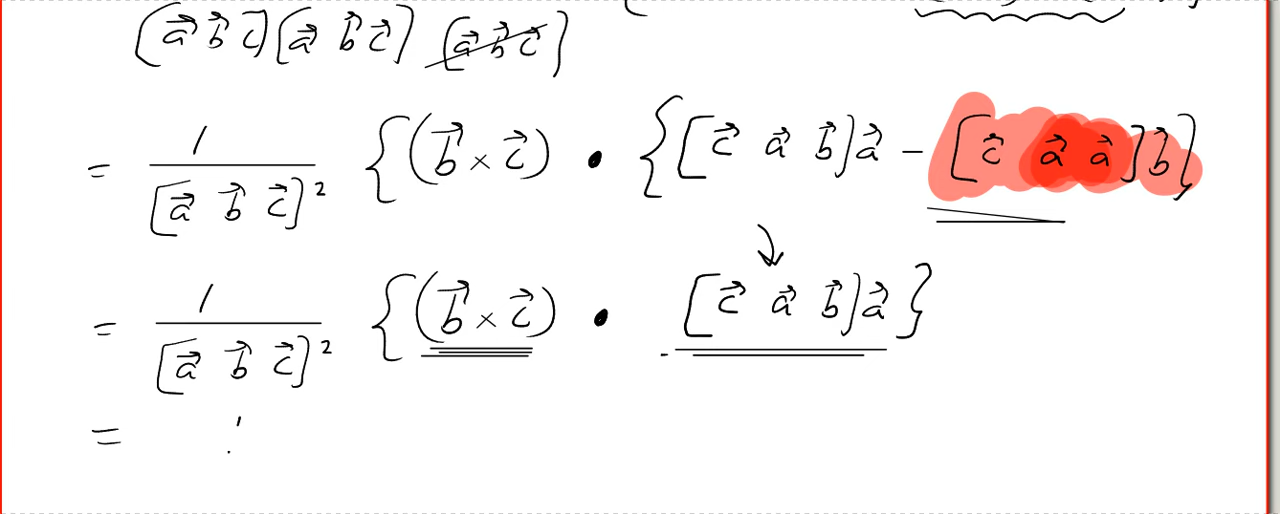 [a⃗ b⃗ c⃗][a⃗ b⃗ c⃗] [a⃗ b⃗ c⃗]
= 1/[a⃗ b⃗ c⃗]² {(b⃗ × c⃗) • {[c⃗ a⃗ b⃗]a⃗ − [c⃗ a⃗ a⃗]b⃗}
= 1/[a⃗ b⃗ c⃗]² {(b⃗ × c⃗) • [c⃗ a⃗ b⃗]a⃗}
=